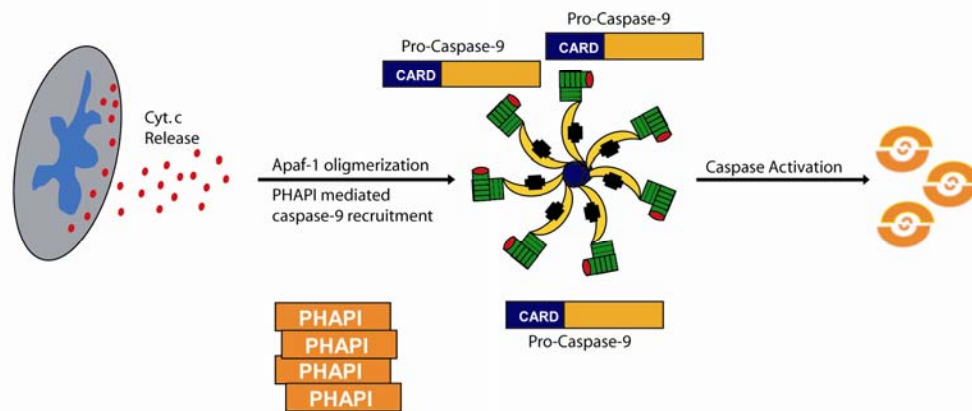 Pro-Caspase-9
CARD
Pro-Caspase-9
CARD
Cyt. c
Release
Apaf-1 oligmerization
PHAPI mediated
caspase-9 recruitment
Caspase Activation
PHAPI
PHAPI
PHAPI
PHAPI
CARD
Pro-Caspase-9